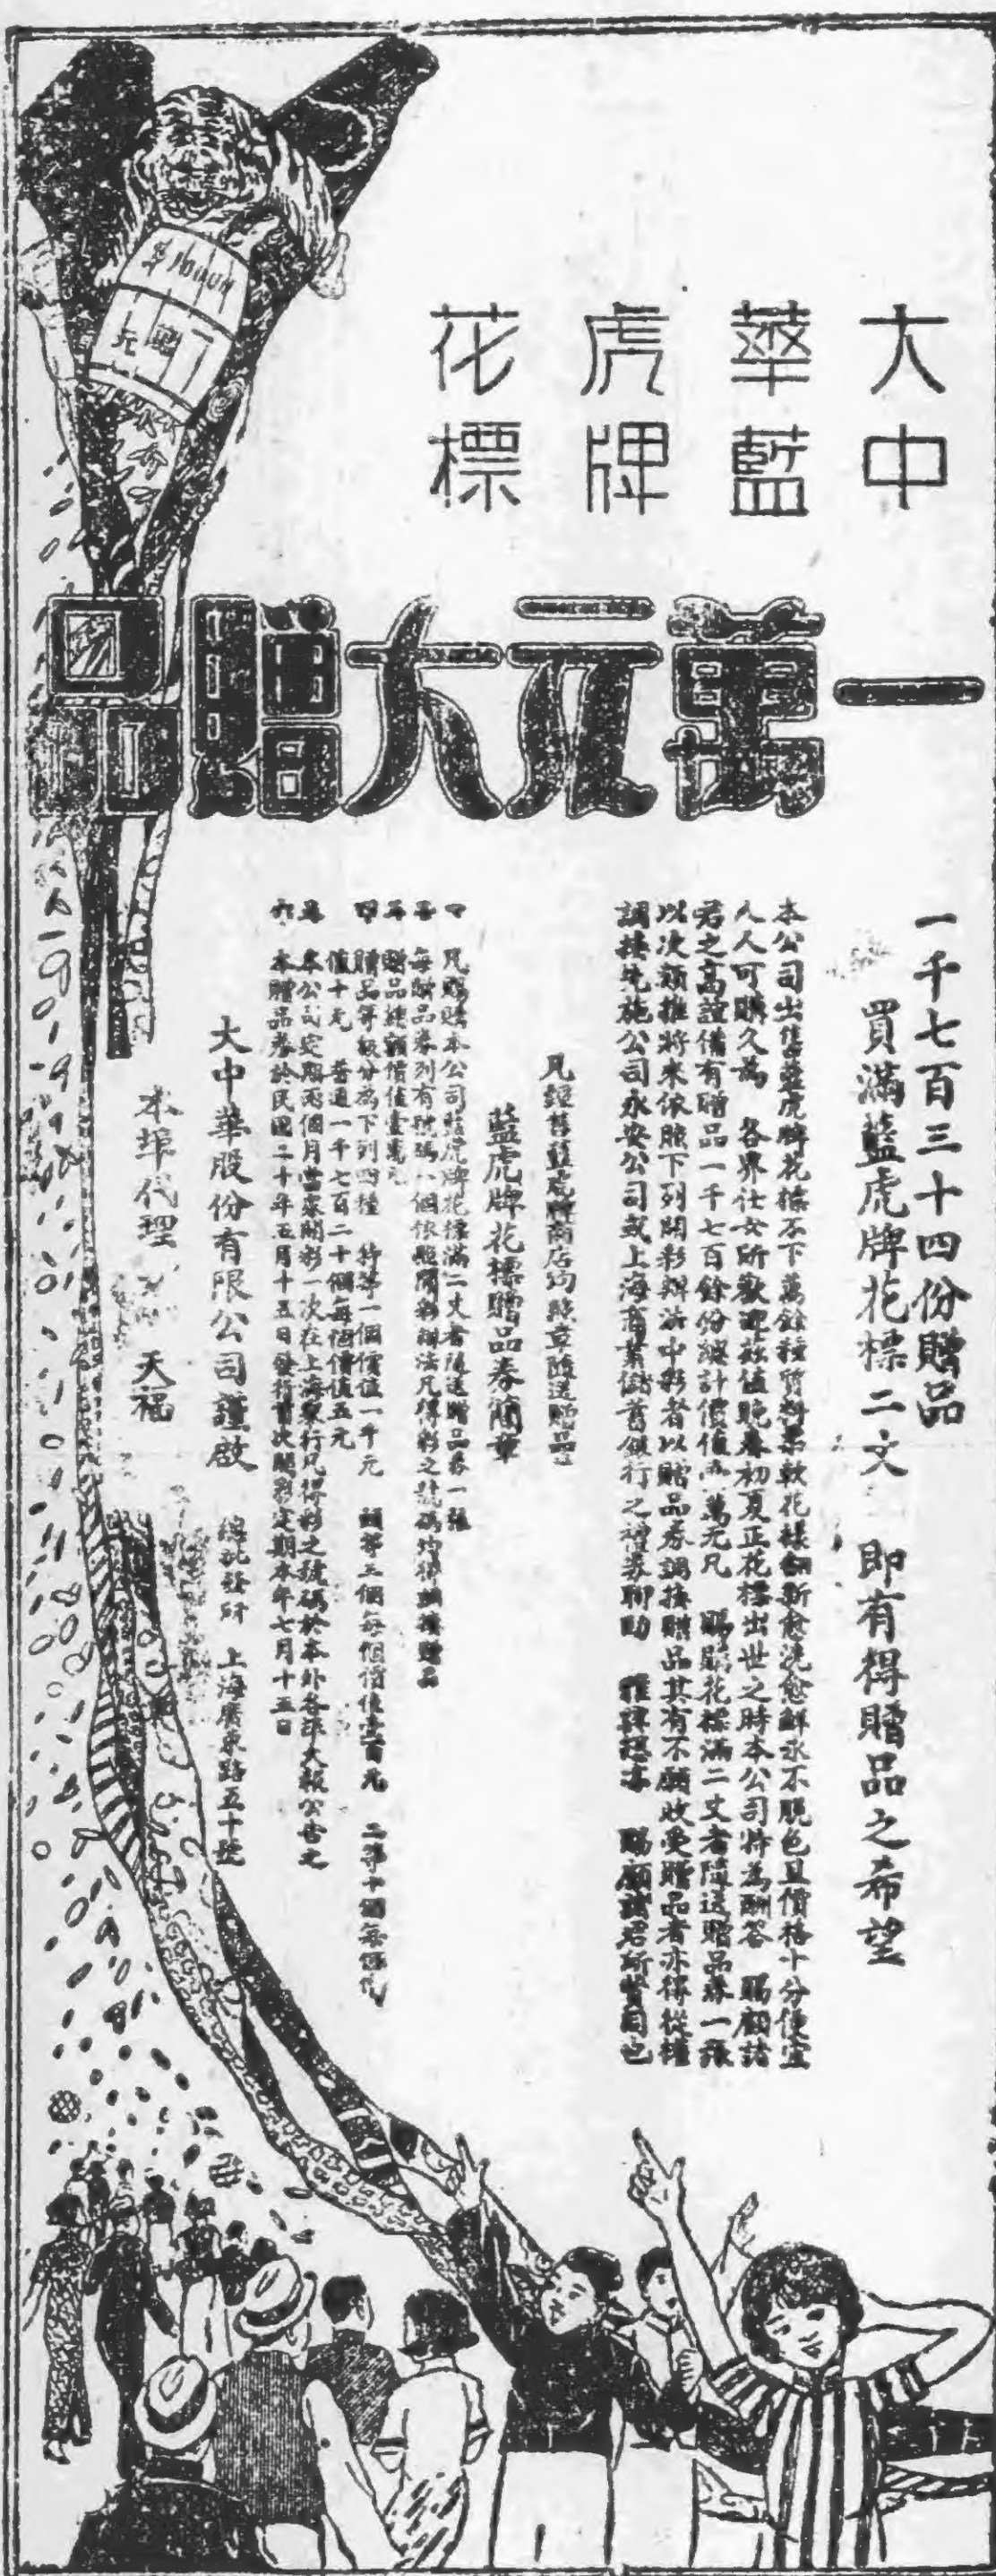 大中
華藍
虎牌
花標
一萬元大贈品
一千七百三十四份贈品
買滿藍虎牌花標二丈 即有得贈品之希望
本公司出售藍虎牌花標不下萬餘種質料柔軟花樣翻新愈洗愈鮮永不脫色且價格十分便宜
人人可購久為 各界仕女所歡迎茲值晚春初夏正花標出世之時本公司特為酬答 賜顧諸
君之高誼備有贈品一千七百餘份總計價值 萬元凡 賜購花標滿二丈者隨送贈品券一張
以次類推將來依照下列開彩辦法中彩者以贈品券調換贈品其有不願收受贈品者亦得從權
調換先施公司永安公司或上海商業儲蓄銀行之禮券聊助 雅 賜顧諸君所 也
凡經售藍虎牌商店均照章隨送贈品
藍虎牌花標贈品券簡章
凡賜購本公司藍虎牌花標滿二丈者隨送贈品券一張
每贈品券列有號碼一個依照開彩辦法凡得彩之號碼均得調換贈品
贈品總額價值壹萬元
贈品等級分為下列四種 特等一個價值一千元 頭等三個每個價值壹百元 二等十個每個價
值十元 普通一千七百二十個每個價值五元
本公司定期兩個月當眾開彩一次在上海舉行凡得彩之號碼於本外各埠大報公告之
六 本贈品券於民國二十年五月十五日發行首次開彩定期本年七月十五日
大中華股份有限公司謹啟 總批發所 上海廣東路五十號
本埠代理 天福